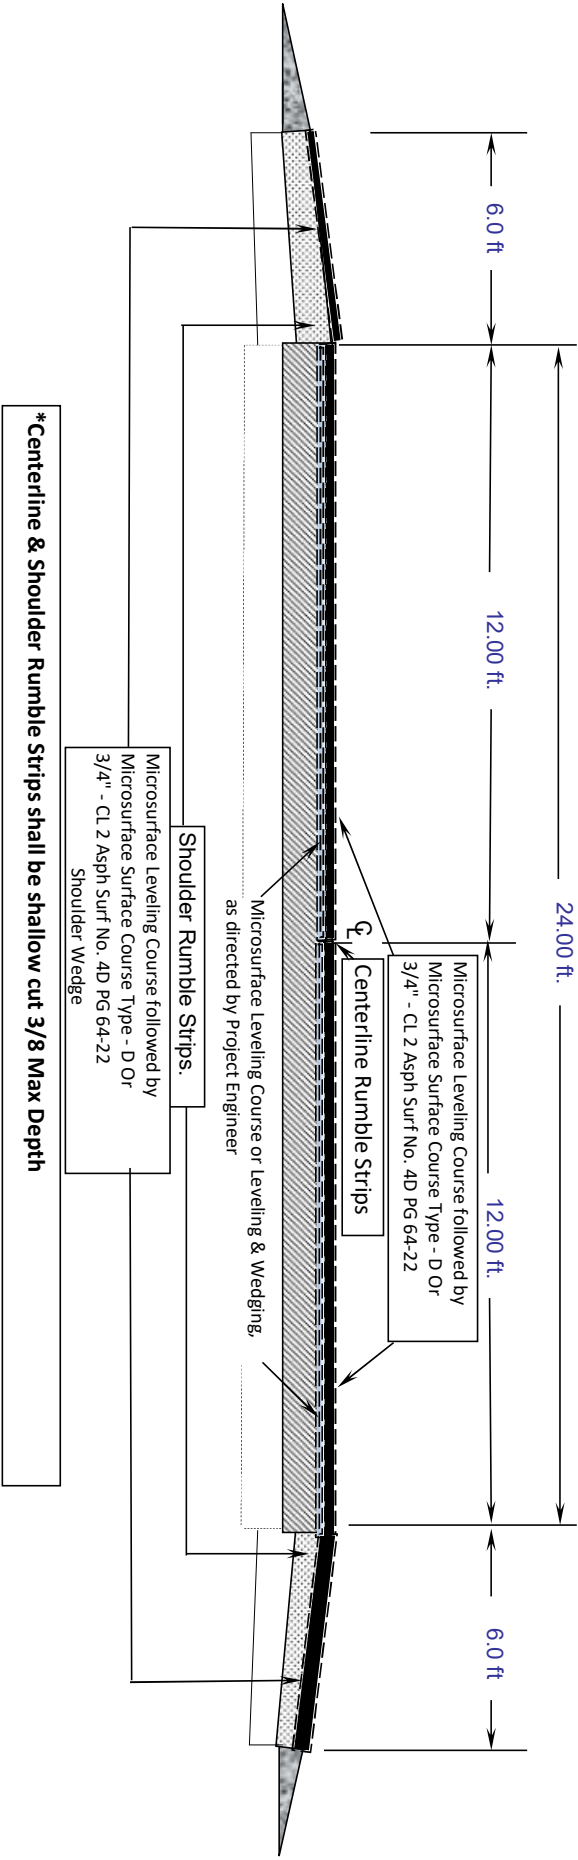 24.00 ft.
6.0 ft
12.00 ft.
12.00 ft.
6.0 ft
Microsurface Leveling Course followed by
Microsurface Surface Course Type - D Or
3/4" - CL 2 Asph Surf No. 4D PG 64-22
CL
Centerline Rumble Strips
Microsurface Leveling Course or Leveling & Wedging,
as directed by Project Engineer
Shoulder Rumble Strips.
Microsurface Leveling Course followed by
Microsurface Surface Course Type - D Or
3/4" - CL 2 Asph Surf No. 4D PG 64-22
Shoulder Wedge
*Centerline & Shoulder Rumble Strips shall be shallow cut 3/8 Max Depth